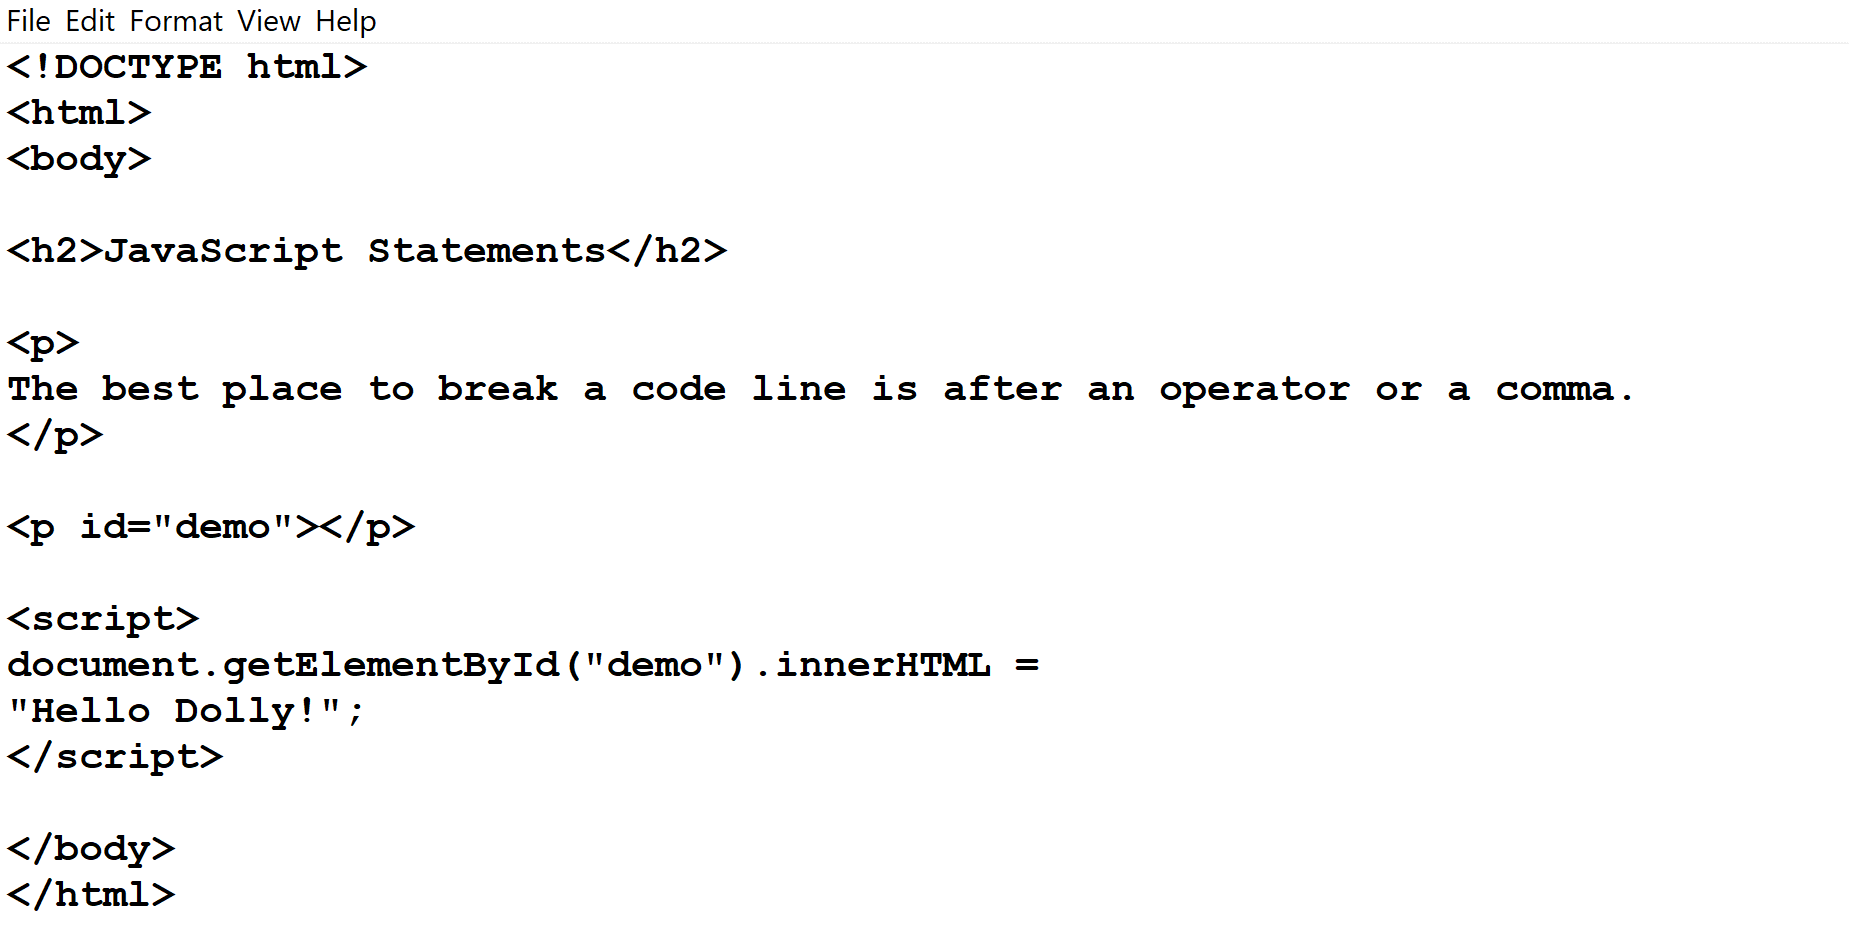 File Edit Format View Help
<!DOCTYPE html>
<html>
<body>
<h2>JavaScript Statements</h2>
<p>
The best place to break a code line is after an operator or a comma.
</p>
<p id="demo"></p>
<script>
document.getElementById("demo").innerHTML =
"Hello Dolly!";
</script>
</body>
</html>